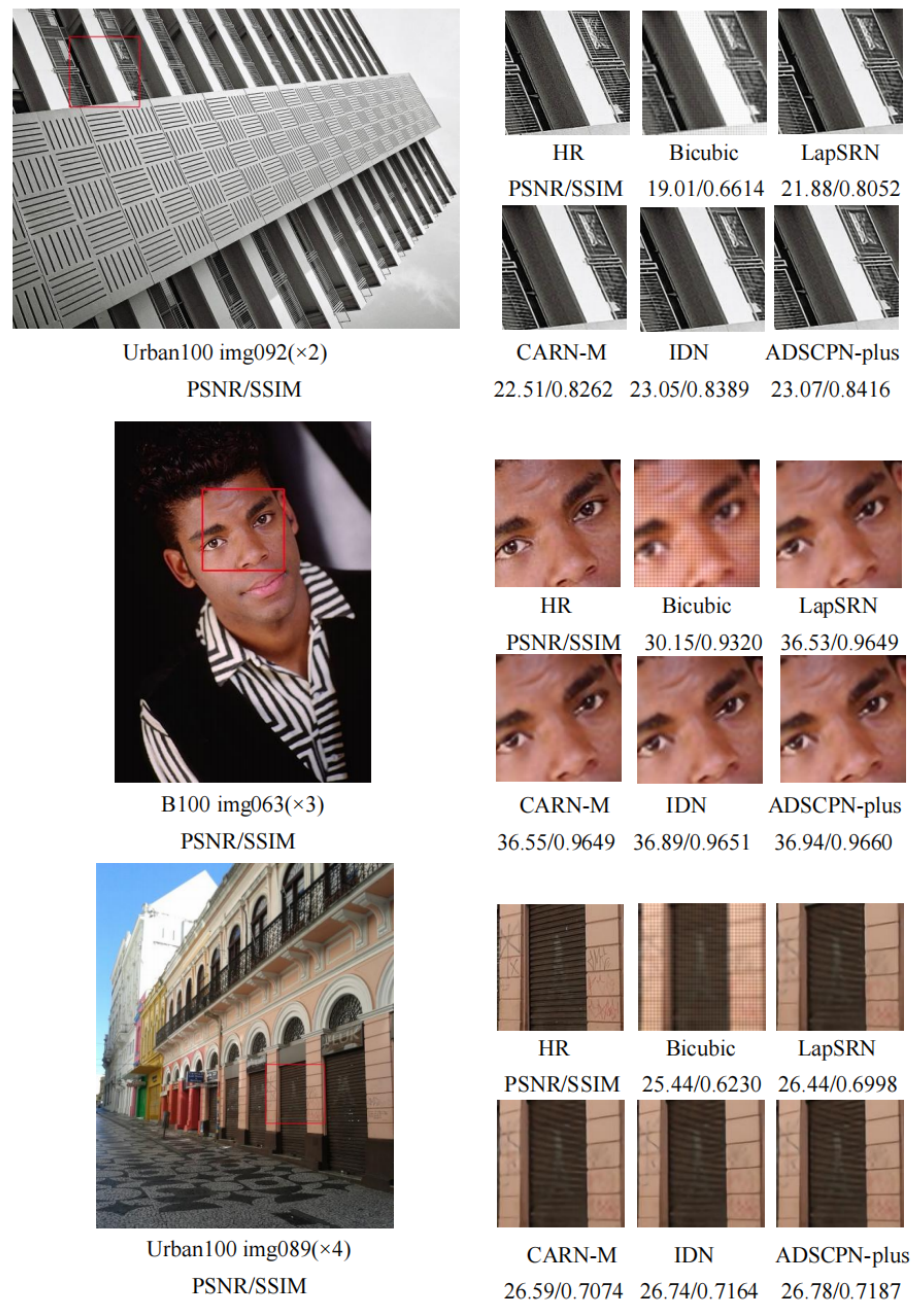 HR Bicubic LapSRN
PSNR/SSIM 19.01/0.6614 21.88/0.8052
Urban100 img092(×2)
PSNR/SSIM
CARN-M IDN ADSCPN-plus
22.51/0.8262 23.05/0.8389 23.07/0.8416
HR Bicubic LapSRN
PSNR/SSIM 30.15/0.9320 36.53/0.9649
B100 img063(×3)
PSNR/SSIM
CARN-M IDN ADSCPN-plus
36.55/0.9649 36.89/0.9651 36.94/0.9660
HR Bicubic LapSRN
PSNR/SSIM 25.44/0.6230 26.44/0.6998
Urban100 img089(×4)
PSNR/SSIM
CARN-M IDN ADSCPN-plus
26.59/0.7074 26.74/0.7164 26.78/0.7187